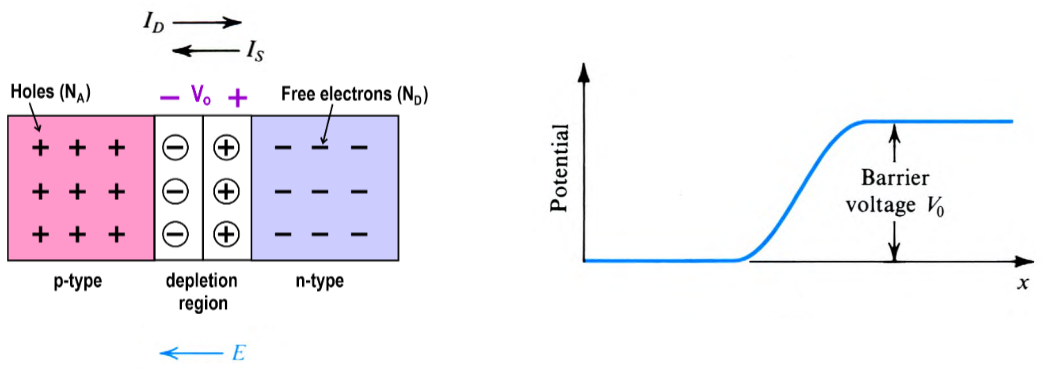 I_D
I_S
Holes (N_A)
− V_o +
Free electrons (N_D)
+ + + − + − − −
+ + + − + − − −
+ + + − + − − −
p-type
depletion
region
n-type
E
Potential
Barrier
voltage V_0
x